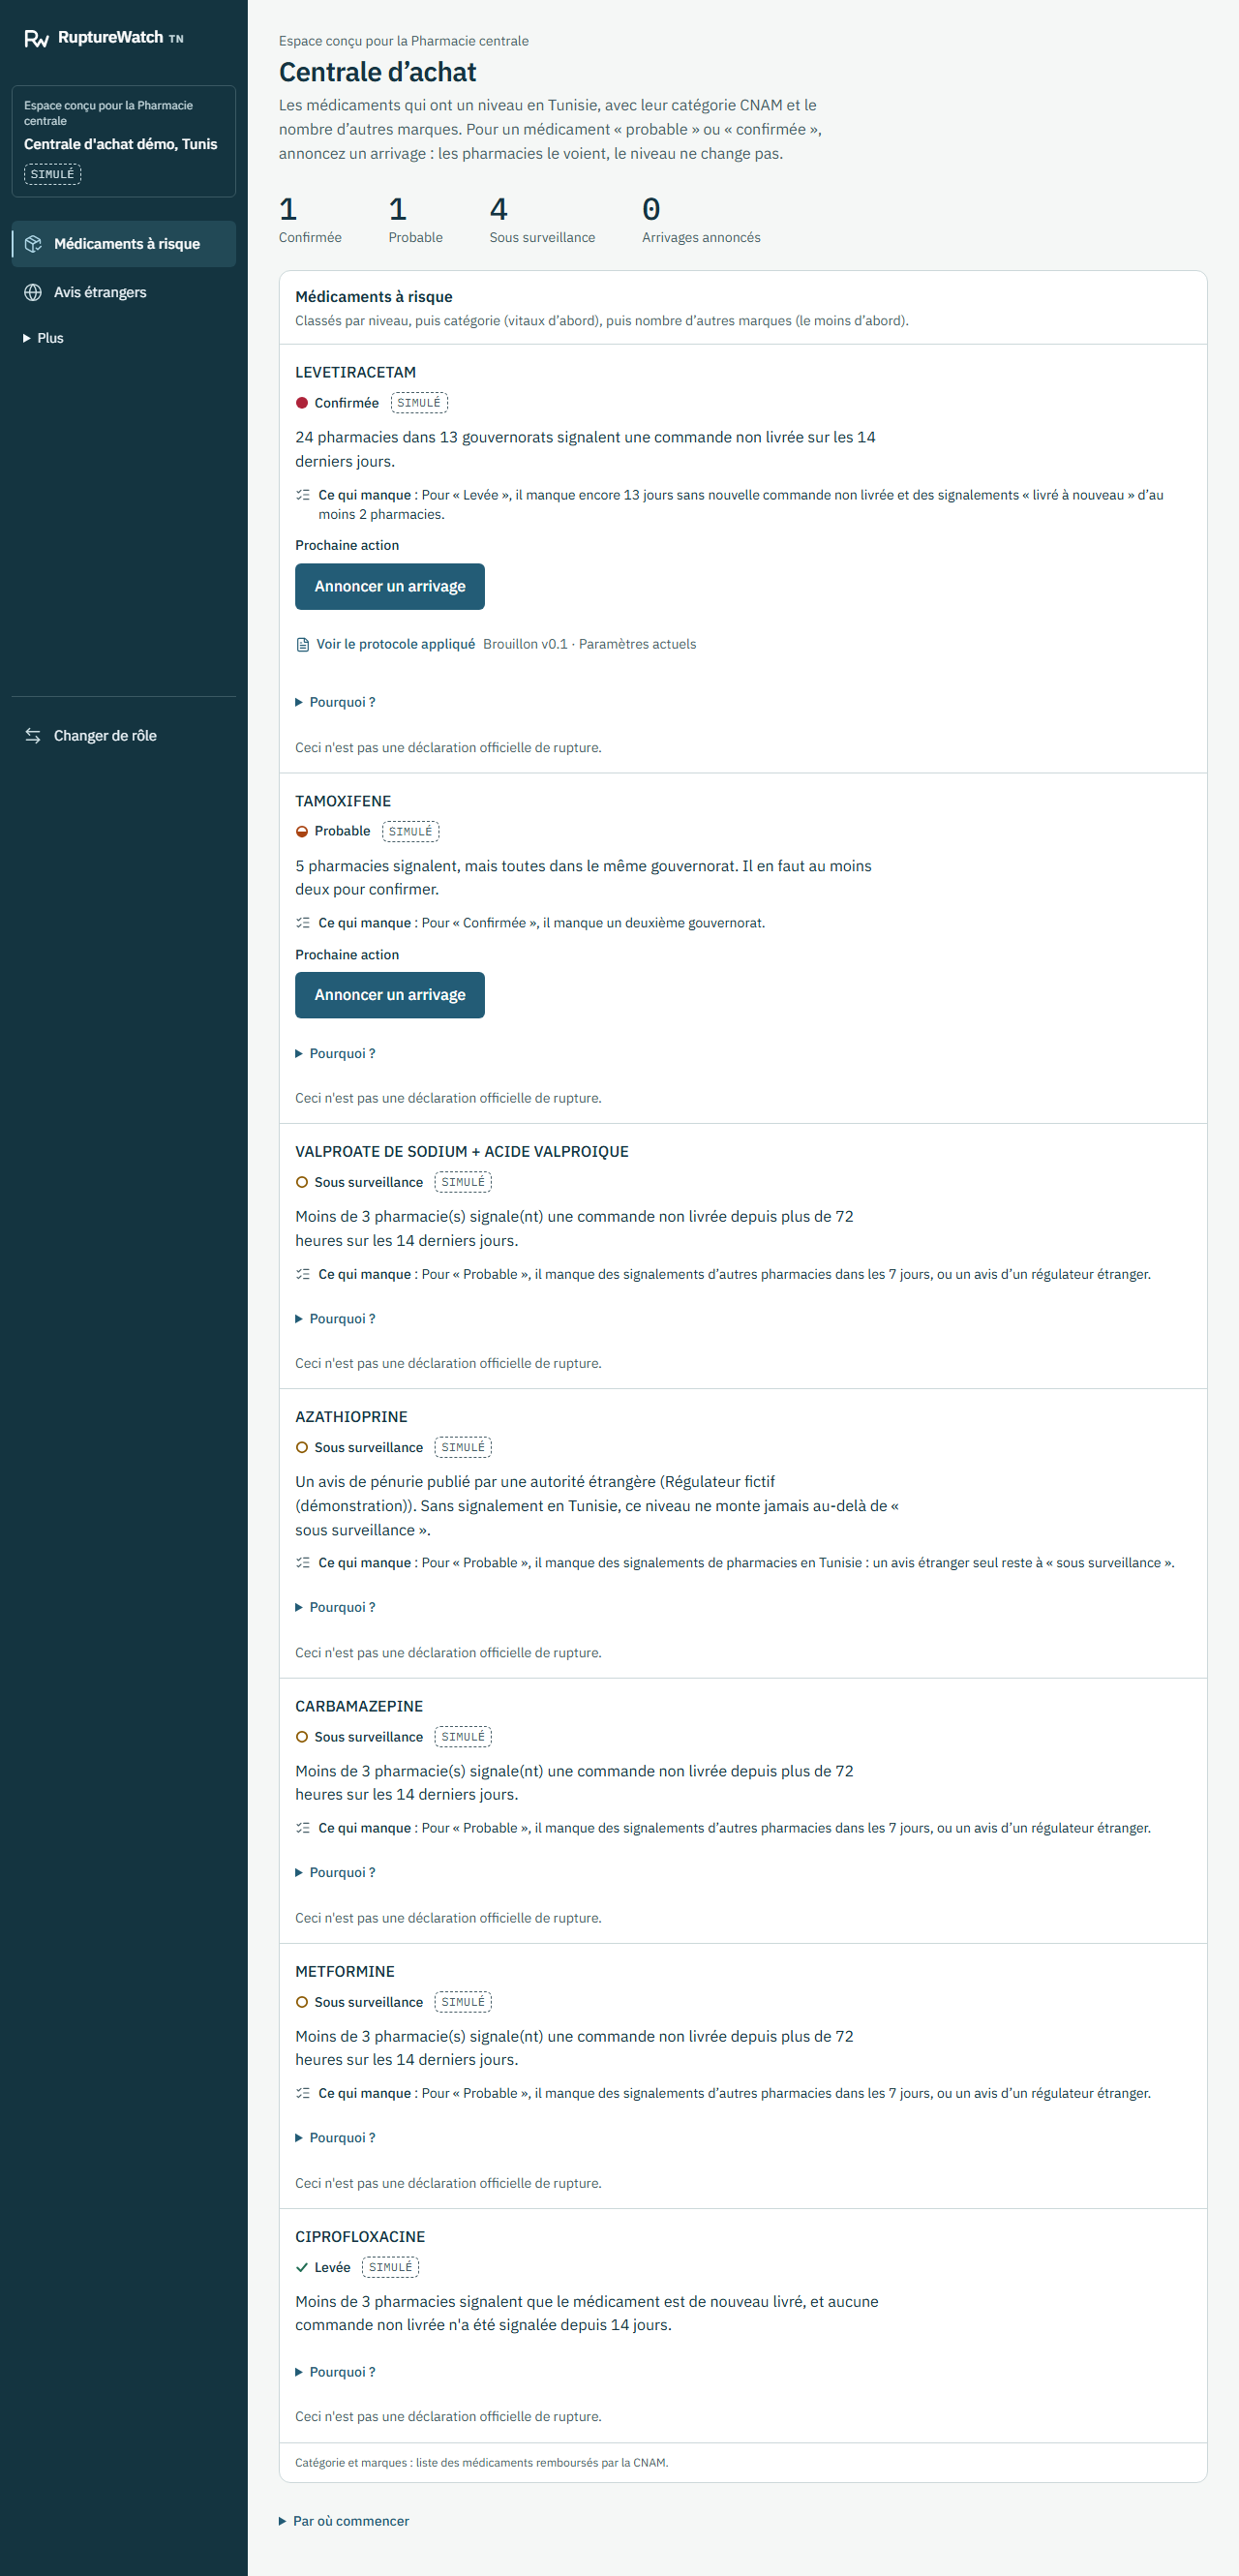 RuptureWatch TN
Espace conçu pour la Pharmacie
centrale
Centrale d'achat démo, Tunis
SIMULÉ
Médicaments à risque
Avis étrangers
Plus
Changer de rôle
Espace conçu pour la Pharmacie centrale
Centrale d’achat
Les médicaments qui ont un niveau en Tunisie, avec leur catégorie CNAM et le
nombre d’autres marques. Pour un médicament « probable » ou « confirmée »,
annoncez un arrivage : les pharmacies le voient, le niveau ne change pas.
1
Confirmée
1
Probable
4
Sous surveillance
0
Arrivages annoncés
Médicaments à risque
Classés par niveau, puis catégorie (vitaux d’abord), puis nombre d’autres marques (le moins d’abord).
LEVETIRACETAM
Confirmée SIMULÉ
24 pharmacies dans 13 gouvernorats signalent une commande non livrée sur les 14
derniers jours.
Ce qui manque : Pour « Levée », il manque encore 13 jours sans nouvelle commande non livrée et des signalements « livré à nouveau » d’au
moins 2 pharmacies.
Prochaine action
Annoncer un arrivage
Voir le protocole appliqué Brouillon v0.1 · Paramètres actuels
Pourquoi ?
Ceci n'est pas une déclaration officielle de rupture.
TAMOXIFENE
Probable SIMULÉ
5 pharmacies signalent, mais toutes dans le même gouvernorat. Il en faut au moins
deux pour confirmer.
Ce qui manque : Pour « Confirmée », il manque un deuxième gouvernorat.
Prochaine action
Annoncer un arrivage
Pourquoi ?
Ceci n'est pas une déclaration officielle de rupture.
VALPROATE DE SODIUM + ACIDE VALPROIQUE
Sous surveillance SIMULÉ
Moins de 3 pharmacie(s) signale(nt) une commande non livrée depuis plus de 72
heures sur les 14 derniers jours.
Ce qui manque : Pour « Probable », il manque des signalements d’autres pharmacies dans les 7 jours, ou un avis d’un régulateur étranger.
Pourquoi ?
Ceci n'est pas une déclaration officielle de rupture.
AZATHIOPRINE
Sous surveillance SIMULÉ
Un avis de pénurie publié par une autorité étrangère (Régulateur fictif
(démonstration)). Sans signalement en Tunisie, ce niveau ne monte jamais au-delà de «
sous surveillance ».
Ce qui manque : Pour « Probable », il manque des signalements de pharmacies en Tunisie : un avis étranger seul reste à « sous surveillance ».
Pourquoi ?
Ceci n'est pas une déclaration officielle de rupture.
CARBAMAZEPINE
Sous surveillance SIMULÉ
Moins de 3 pharmacie(s) signale(nt) une commande non livrée depuis plus de 72
heures sur les 14 derniers jours.
Ce qui manque : Pour « Probable », il manque des signalements d’autres pharmacies dans les 7 jours, ou un avis d’un régulateur étranger.
Pourquoi ?
Ceci n'est pas une déclaration officielle de rupture.
METFORMINE
Sous surveillance SIMULÉ
Moins de 3 pharmacie(s) signale(nt) une commande non livrée depuis plus de 72
heures sur les 14 derniers jours.
Ce qui manque : Pour « Probable », il manque des signalements d’autres pharmacies dans les 7 jours, ou un avis d’un régulateur étranger.
Pourquoi ?
Ceci n'est pas une déclaration officielle de rupture.
CIPROFLOXACINE
Levée SIMULÉ
Moins de 3 pharmacies signalent que le médicament est de nouveau livré, et aucune
commande non livrée n'a été signalée depuis 14 jours.
Pourquoi ?
Ceci n'est pas une déclaration officielle de rupture.
Catégorie et marques : liste des médicaments remboursés par la CNAM.
Par où commencer